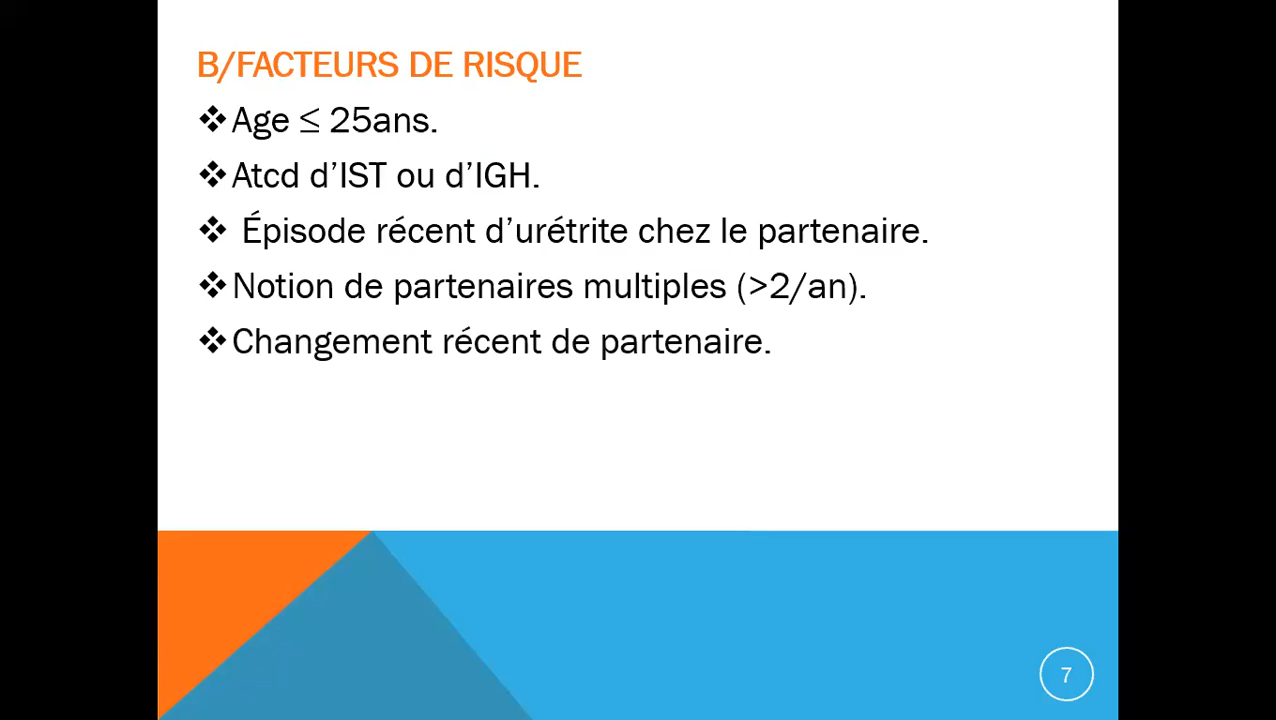 B/FACTEURS DE RISQUE
❖Age ≤ 25ans.
❖Atcd d’IST ou d’IGH.
❖ Épisode récent d’urétrite chez le partenaire.
❖Notion de partenaires multiples (>2/an).
❖Changement récent de partenaire.
7